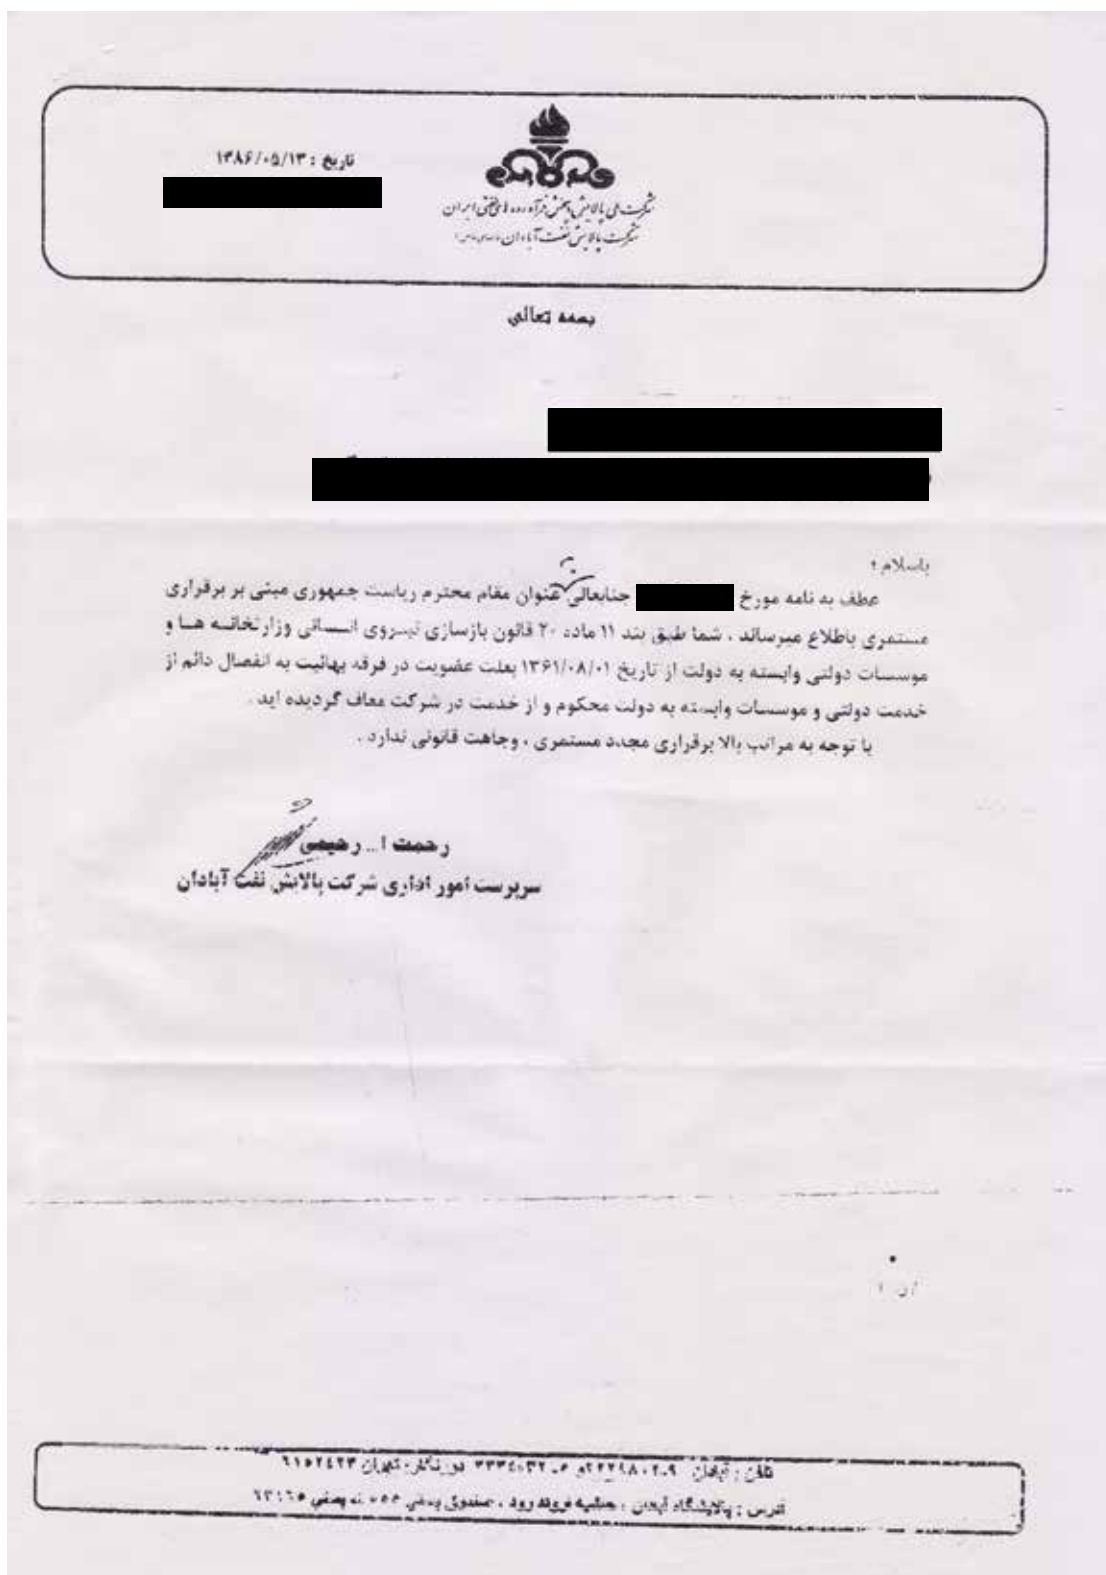 تاریخ : ۱۳۸۶/۰۵/۱۳
شرکت ملی پالایش و پخش فرآورده های نفتی ایران
شرکت پالایش نفت آبادان
بسمه تعالی
باسلام ؛
عطف به نامه مورخ جنابعالی به عنوان مقام محترم ریاست جمهوری مبنی بر برقراری
مستمری باطلاع میرساند ، شما طبق بند ۱۱ ماده ۲۰ قانون بازسازی نیروی انسانی وزارتخانه ها و
موسسات دولتی وابسته به دولت از تاریخ ۱۳۶۱/۰۸/۰۱ بعلت عضویت در فرقه بهائیت به انفصال دائم از
خدمت دولتی و موسسات وابسته به دولت محکوم و از خدمت در شرکت معاف گردیده اید .
با توجه به مراتب بالا برقراری مجدد مستمری ، وجاهت قانونی ندارد .
رحمت ا... رحیمی
سرپرست امور اداری شرکت پالایش نفت آبادان
تلفن : آبادان دورنگار: تهران
آدرس : پالایشگاه آبادان ، حاشیه اروند رود ، صندوق پستی